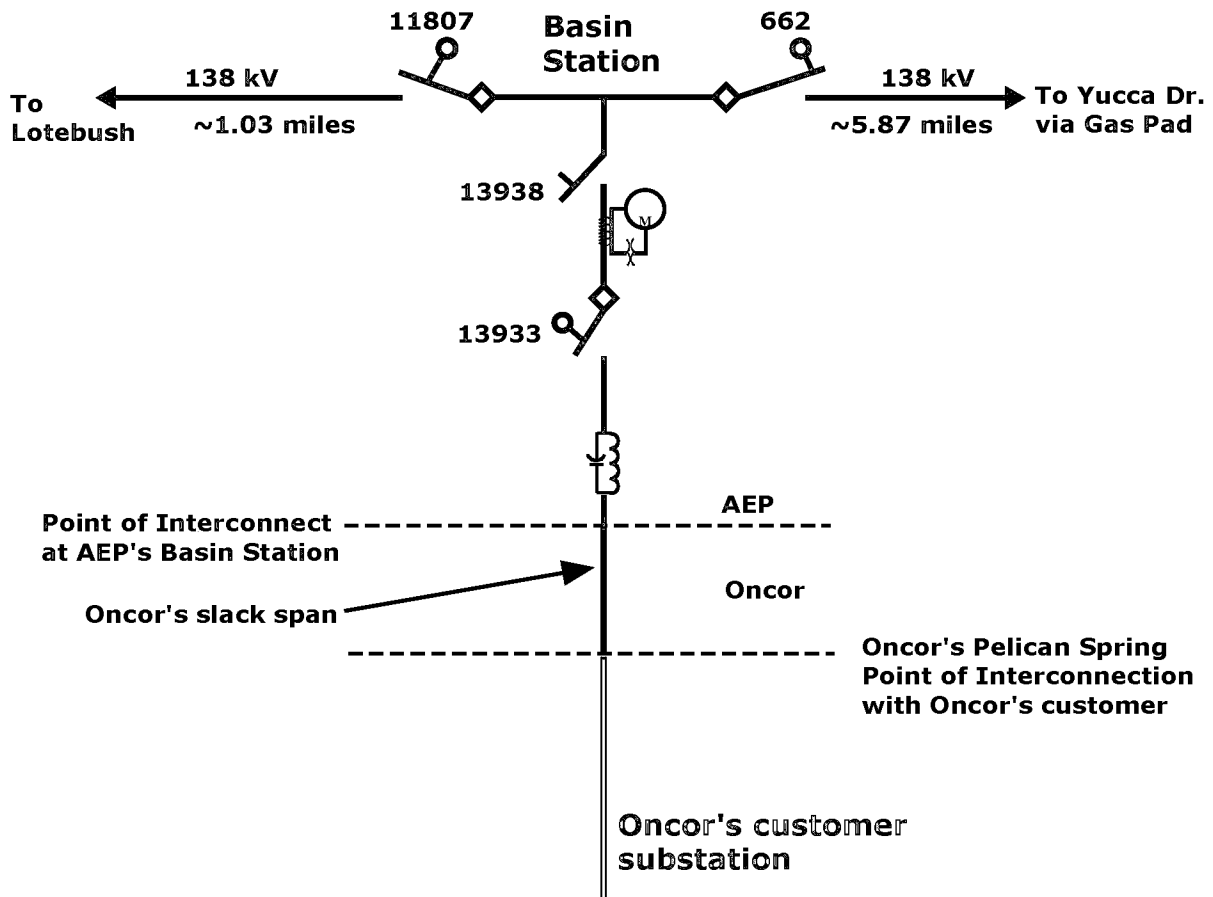 11807
Basin
Station
662
138 kV
138 kV
To
Lotebush
~1.03 miles
~5.87 miles
To Yucca Dr.
via Gas Pad
13938
M
13933
AEP
Point of Interconnect
at AEP's Basin Station
Oncor
Oncor's slack span
Oncor's Pelican Spring
Point of Interconnection
with Oncor's customer
Oncor's customer
substation